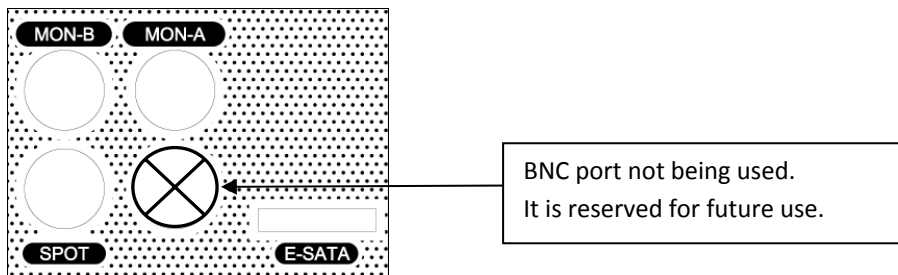 MON-B MON-A
BNC port not being used.
It is reserved for future use.
SPOT E-SATA